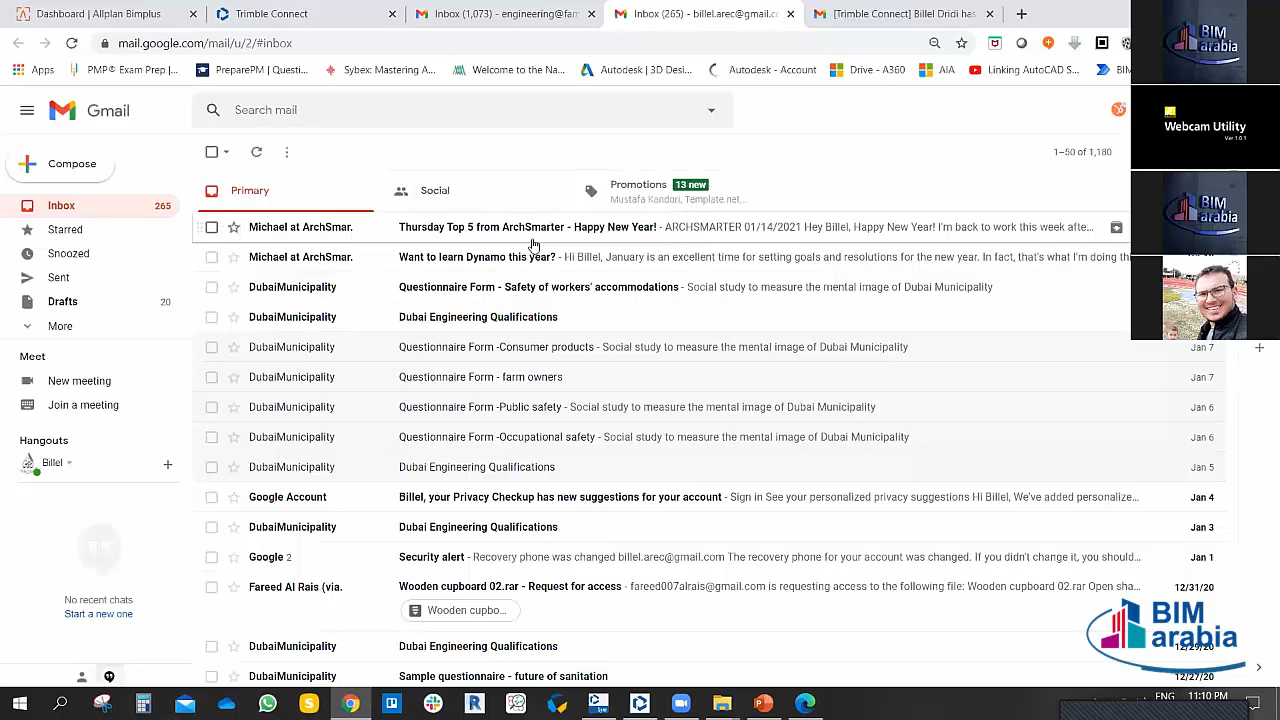 Dashboard | Allplan Bimplus
Trimble Connect
Inbox (1,073) - engineering@fam
Inbox (265) - billel.arec@gmail.c
[Trimble Connect] Billel Dridi has
mail.google.com/mail/u/2/#inbox
Apps
PMP® Exam Prep |...
PreparePM | Questi...
Sybex: Mastering A...
Welcome to the Na...
Autodesk | 3D Desi...
Autodesk - Account
Drive - A360
AIA
Linking AutoCAD S...
BIM
Gmail
Search mail
Compose
1–50 of 1,180
Primary
Social
Promotions
13 new
Mustafa Kandori, Template.net,...
Inbox
265
Starred
Snoozed
Sent
Drafts
20
More
Meet
New meeting
Join a meeting
Hangouts
Billel
No recent chats
Start a new one
Michael at ArchSmar.
Thursday Top 5 from ArchSmarter - Happy New Year! - ARCHSMARTER 01/14/2021 Hey Billel, Happy New Year! I'm back to work this week afte...
Michael at ArchSmar.
Want to learn Dynamo this year? - Hi Billel, January is an excellent time for setting goals and resolutions for the new year. In fact, that's what I'm doing th
DubaiMunicipality
Questionnaire Form - Safety of workers' accommodations - Social study to measure the mental image of Dubai Municipality
DubaiMunicipality
Dubai Engineering Qualifications
DubaiMunicipality
Questionnaire Form -Consumer products - Social study to measure the mental image of Dubai Municipality
Jan 7
DubaiMunicipality
Questionnaire Form - farm owners
Jan 7
DubaiMunicipality
Questionnaire Form -Public safety - Social study to measure the mental image of Dubai Municipality
Jan 6
DubaiMunicipality
Questionnaire Form -Occupational safety - Social study to measure the mental image of Dubai Municipality
Jan 6
DubaiMunicipality
Dubai Engineering Qualifications
Jan 5
Google Account
Billel, your Privacy Checkup has new suggestions for your account - Sign in See your personalized privacy suggestions Hi Billel, We've added personalize...
Jan 4
DubaiMunicipality
Dubai Engineering Qualifications
Jan 3
Google 2
Security alert - Recovery phone was changed billel.arec@gmail.com The recovery phone for your account was changed. If you didn't change it, you should...
Jan 1
Fareed Al Rais (via.
Wooden cupboard 02.rar - Request for access - fareed007alrais@gmail.com is requesting access to the following file: Wooden cupboard 02.rar Open sha...
12/31/20
Wooden cupbo...
DubaiMunicipality
Dubai Engineering Qualifications
12/29/20
DubaiMunicipality
Sample questionnaire - future of sanitation
12/27/20
BIM
arabia
Webcam Utility
Ver.1.0.1
BIM
arabia
BIM
arabia
ENG
11:10 PM